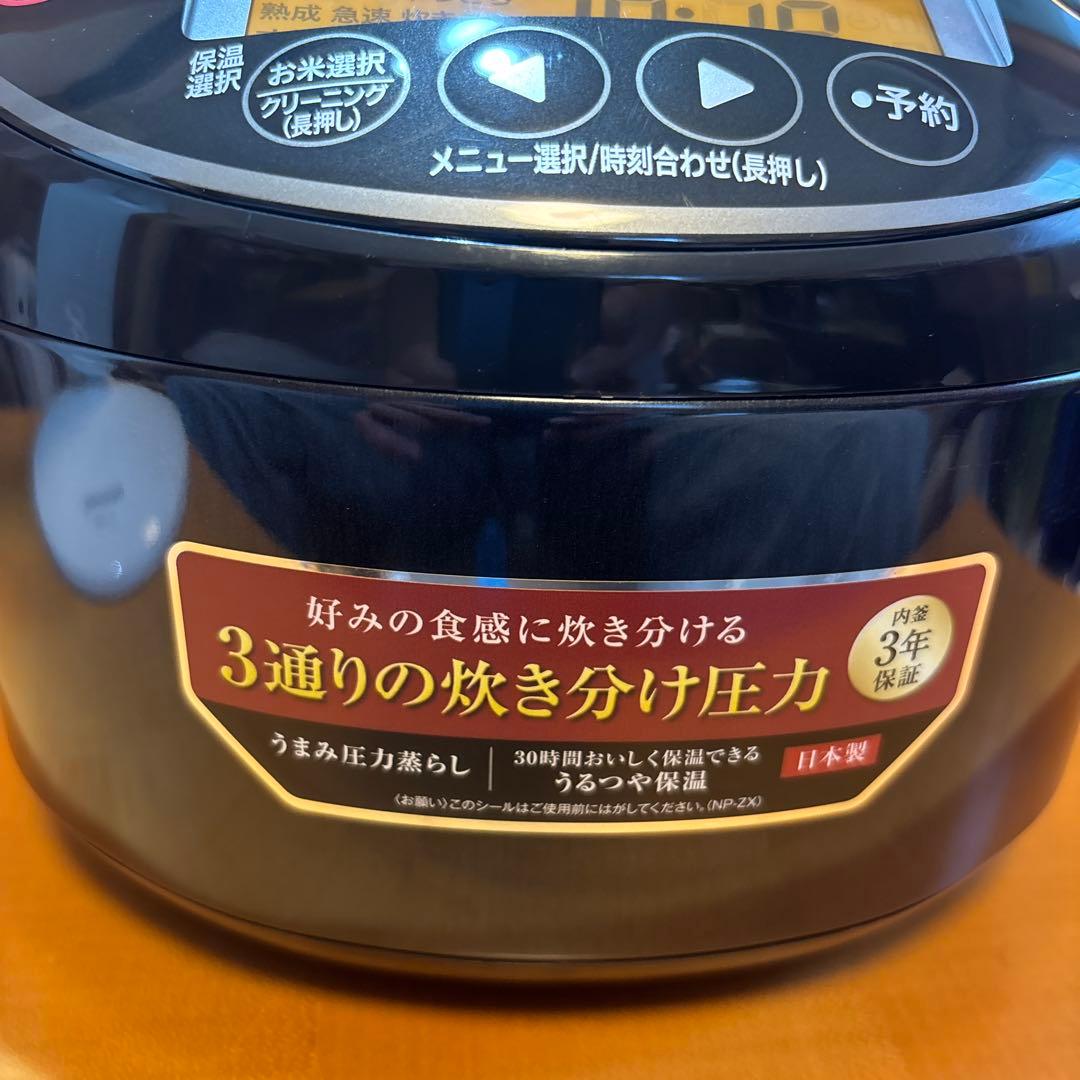 熟成 急速
保温
選択
お米選択
クリーニング
(長押し)
予約
メニュー選択/時刻合わせ(長押し)
好みの食感に炊き分ける
3通りの炊き分け圧力
内釜
3年
保証
うまみ圧力蒸らし
30時間おいしく保温できる
うるつや保温
日本製
〈お願い〉このシールはご使用前にはがしてください。(NP-ZX)